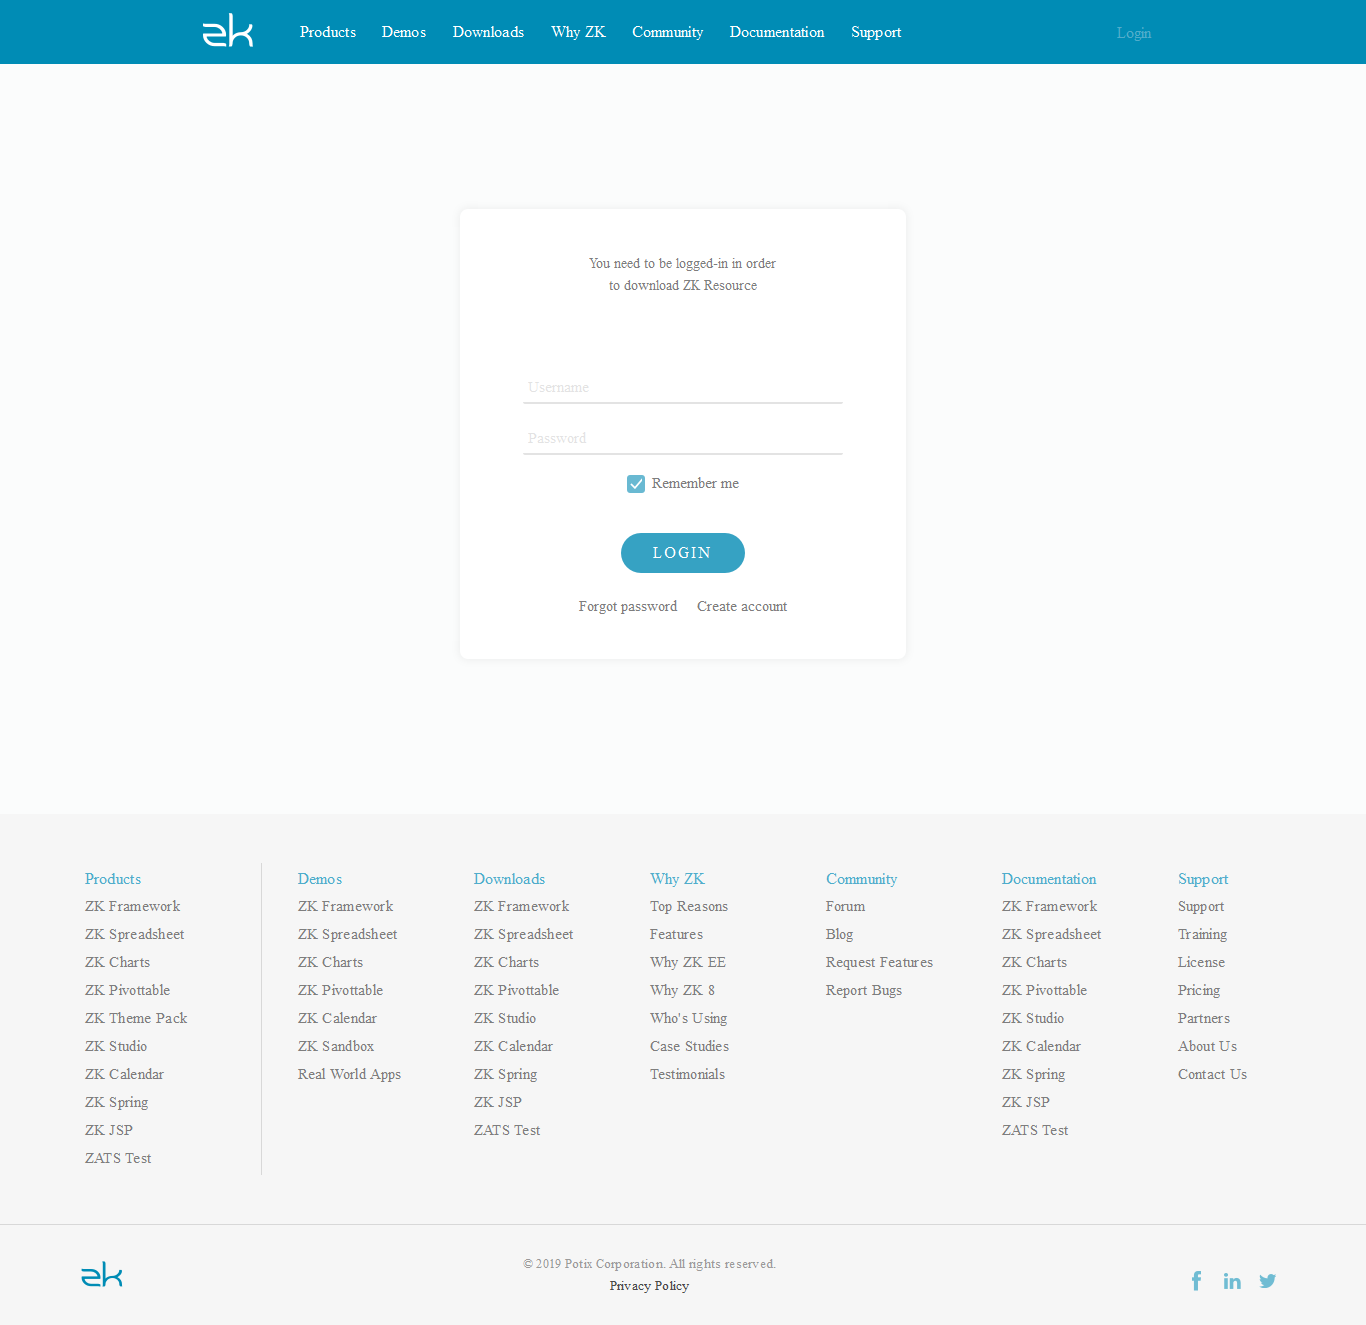 zk
Products Demos Downloads Why ZK Community Documentation Support Login
You need to be logged-in in order
to download ZK Resource
Username
Password
Remember me
LOGIN
Forgot password Create account
Products
ZK Framework
ZK Spreadsheet
ZK Charts
ZK Pivottable
ZK Theme Pack
ZK Studio
ZK Calendar
ZK Spring
ZK JSP
ZATS Test
Demos
ZK Framework
ZK Spreadsheet
ZK Charts
ZK Pivottable
ZK Calendar
ZK Sandbox
Real World Apps
Downloads
ZK Framework
ZK Spreadsheet
ZK Charts
ZK Pivottable
ZK Studio
ZK Calendar
ZK Spring
ZK JSP
ZATS Test
Why ZK
Top Reasons
Features
Why ZK EE
Why ZK 8
Who's Using
Case Studies
Testimonials
Community
Forum
Blog
Request Features
Report Bugs
Documentation
ZK Framework
ZK Spreadsheet
ZK Charts
ZK Pivottable
ZK Studio
ZK Calendar
ZK Spring
ZK JSP
ZATS Test
Support
Support
Training
License
Pricing
Partners
About Us
Contact Us
zk
© 2019 Potix Corporation. All rights reserved.
Privacy Policy